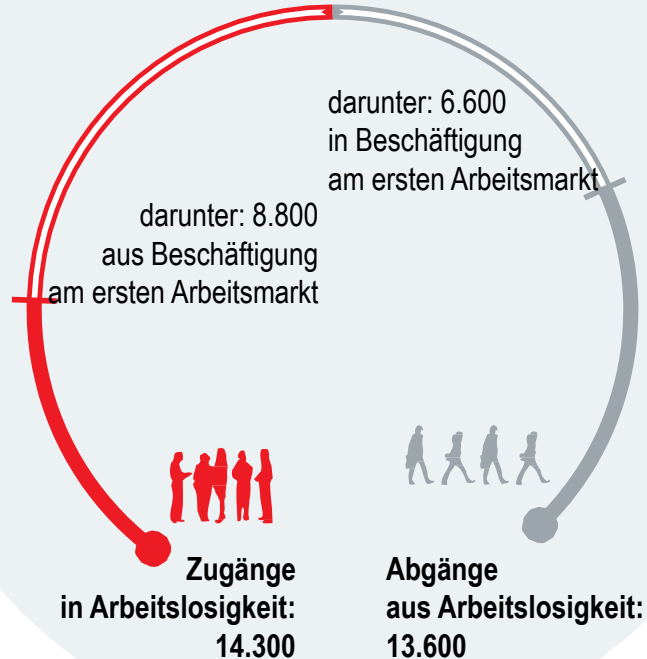 darunter: 6.600
in Beschäftigung
am ersten Arbeitsmarkt
darunter: 8.800
aus Beschäftigung
am ersten Arbeitsmarkt
Zugänge
in Arbeitslosigkeit:
14.300
Abgänge
aus Arbeitslosigkeit:
13.600